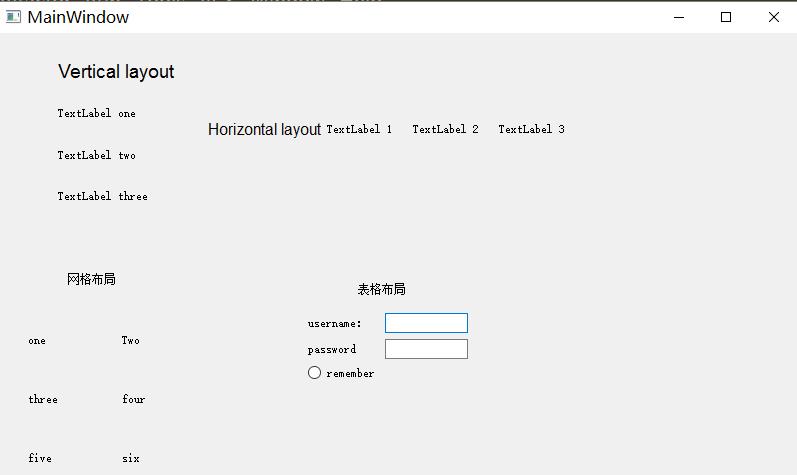 MainWindow
Vertical layout
TextLabel one
Horizontal layout TextLabel 1 TextLabel 2 TextLabel 3
TextLabel two
TextLabel three
网格布局
表格布局
username:
one Two
password
remember
three four
five six